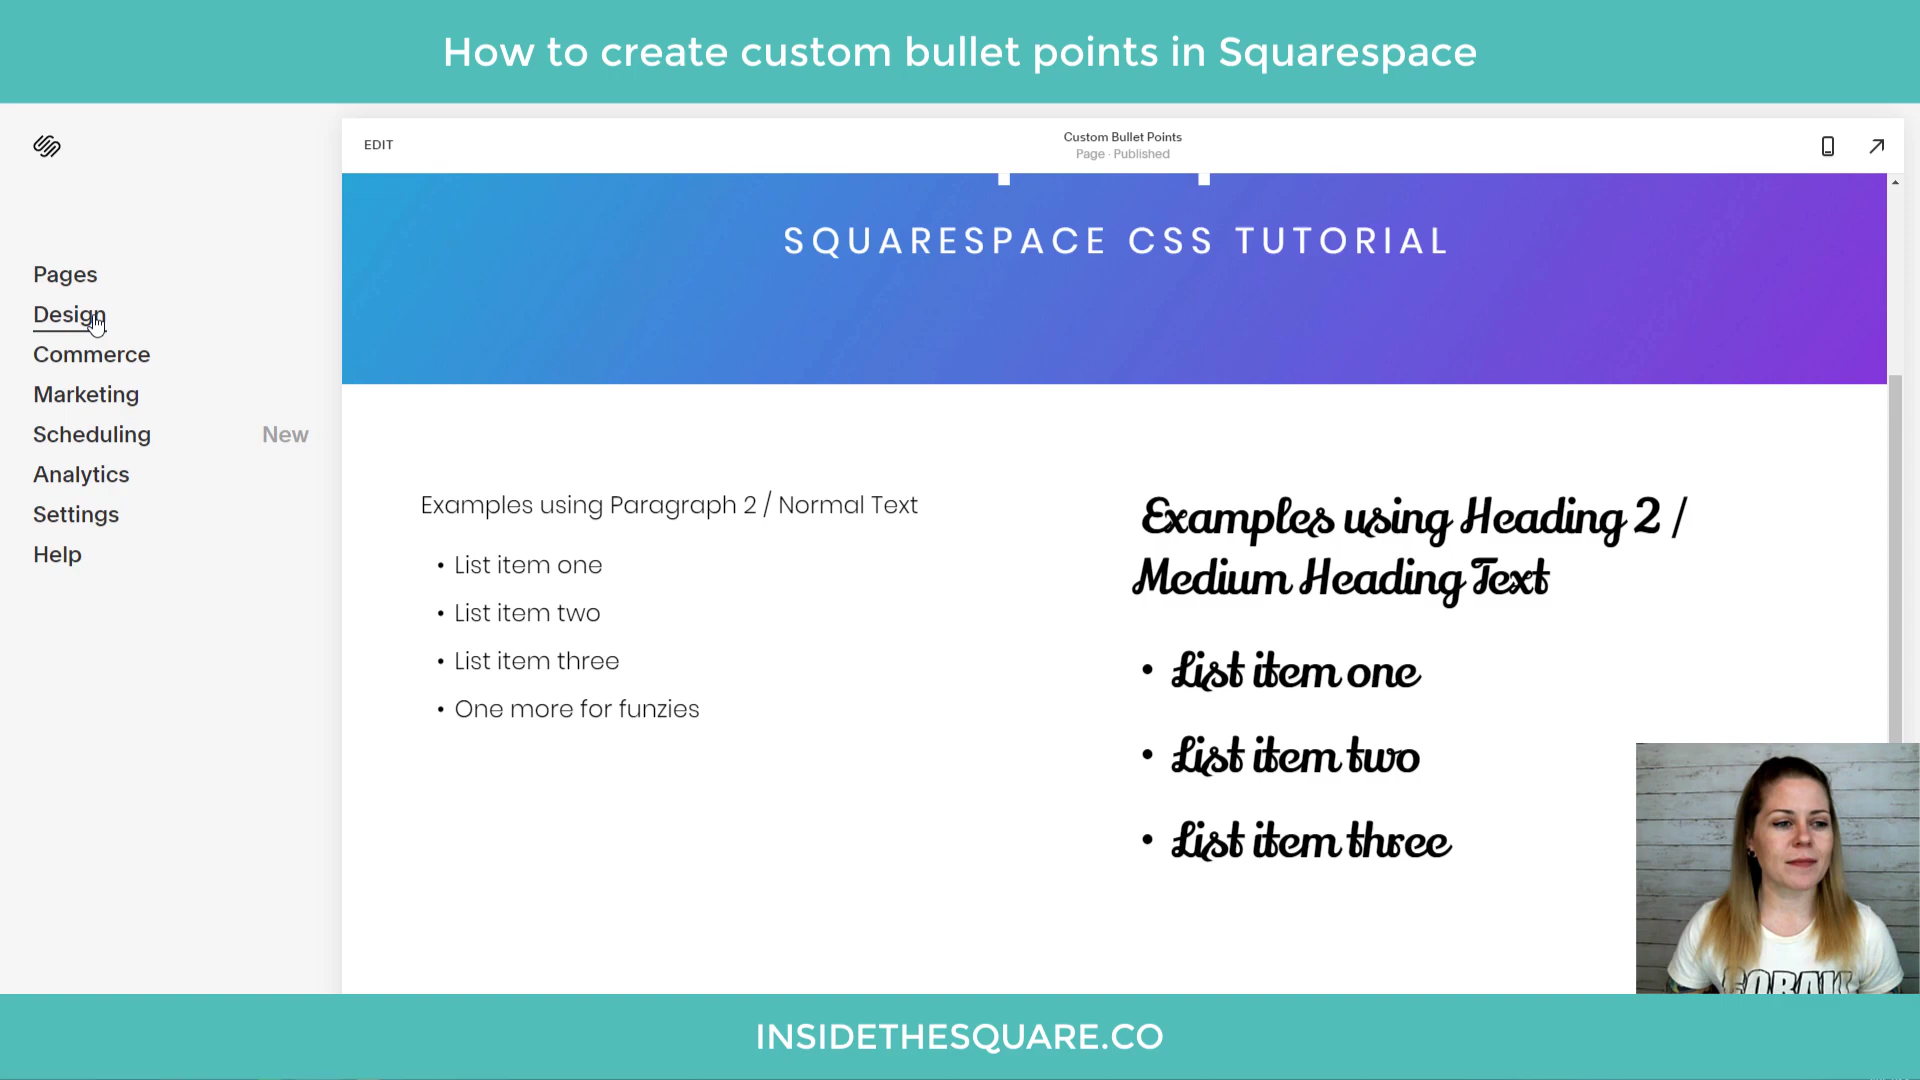 How to create custom bullet points in Squarespace
EDIT
Custom Bullet Points
Page · Published
SQUARESPACE CSS TUTORIAL
Pages
Design
Commerce
Marketing
Scheduling New
Analytics
Settings
Help
Examples using Paragraph 2 / Normal Text
• List item one
• List item two
• List item three
• One more for funzies
Examples using Heading 2 /
Medium Heading Text
• List item one
• List item two
• List item three
INSIDETHESQUARE.CO